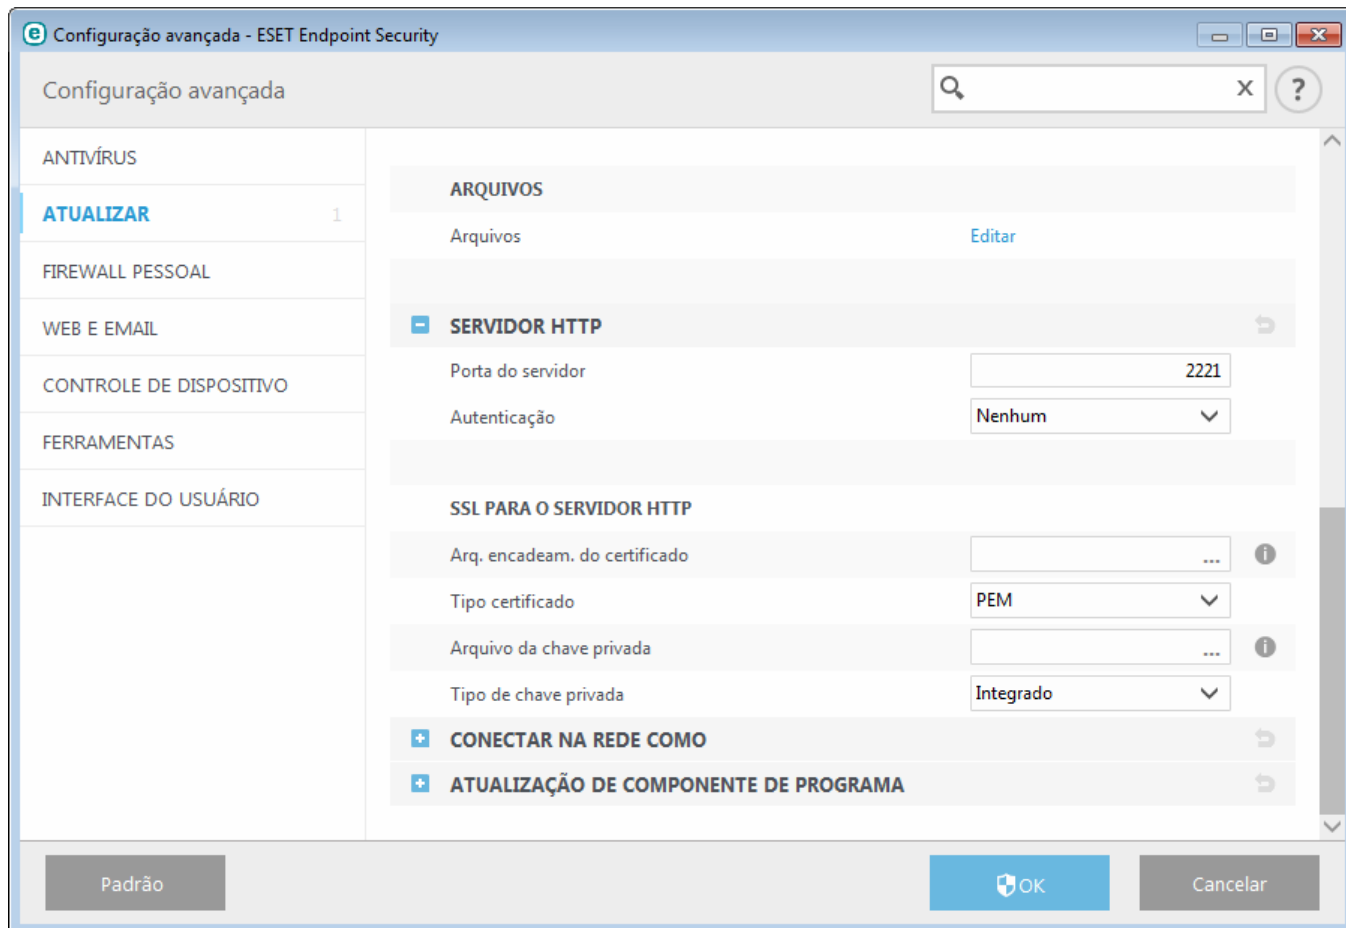 Configuração avançada - ESET Endpoint Security
Configuração avançada
ANTIVÍRUS
ATUALIZAR 1
FIREWALL PESSOAL
WEB E EMAIL
CONTROLE DE DISPOSITIVO
FERRAMENTAS
INTERFACE DO USUÁRIO
ARQUIVOS
Arquivos Editar
SERVIDOR HTTP
Porta do servidor 2221
Autenticação Nenhum
SSL PARA O SERVIDOR HTTP
Arq. encadeam. do certificado ...
Tipo certificado PEM
Arquivo da chave privada ...
Tipo de chave privada Integrado
CONECTAR NA REDE COMO
ATUALIZAÇÃO DE COMPONENTE DE PROGRAMA
Padrão OK Cancelar